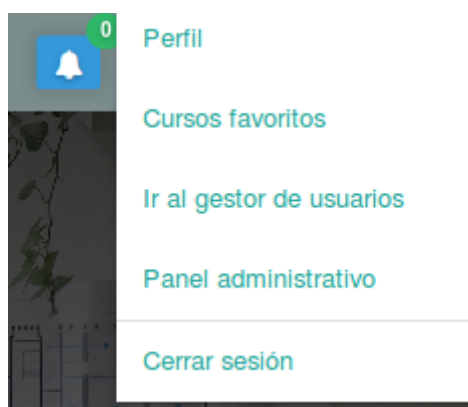 0
Perfil
Cursos favoritos
Ir al gestor de usuarios
Panel administrativo
Cerrar sesión